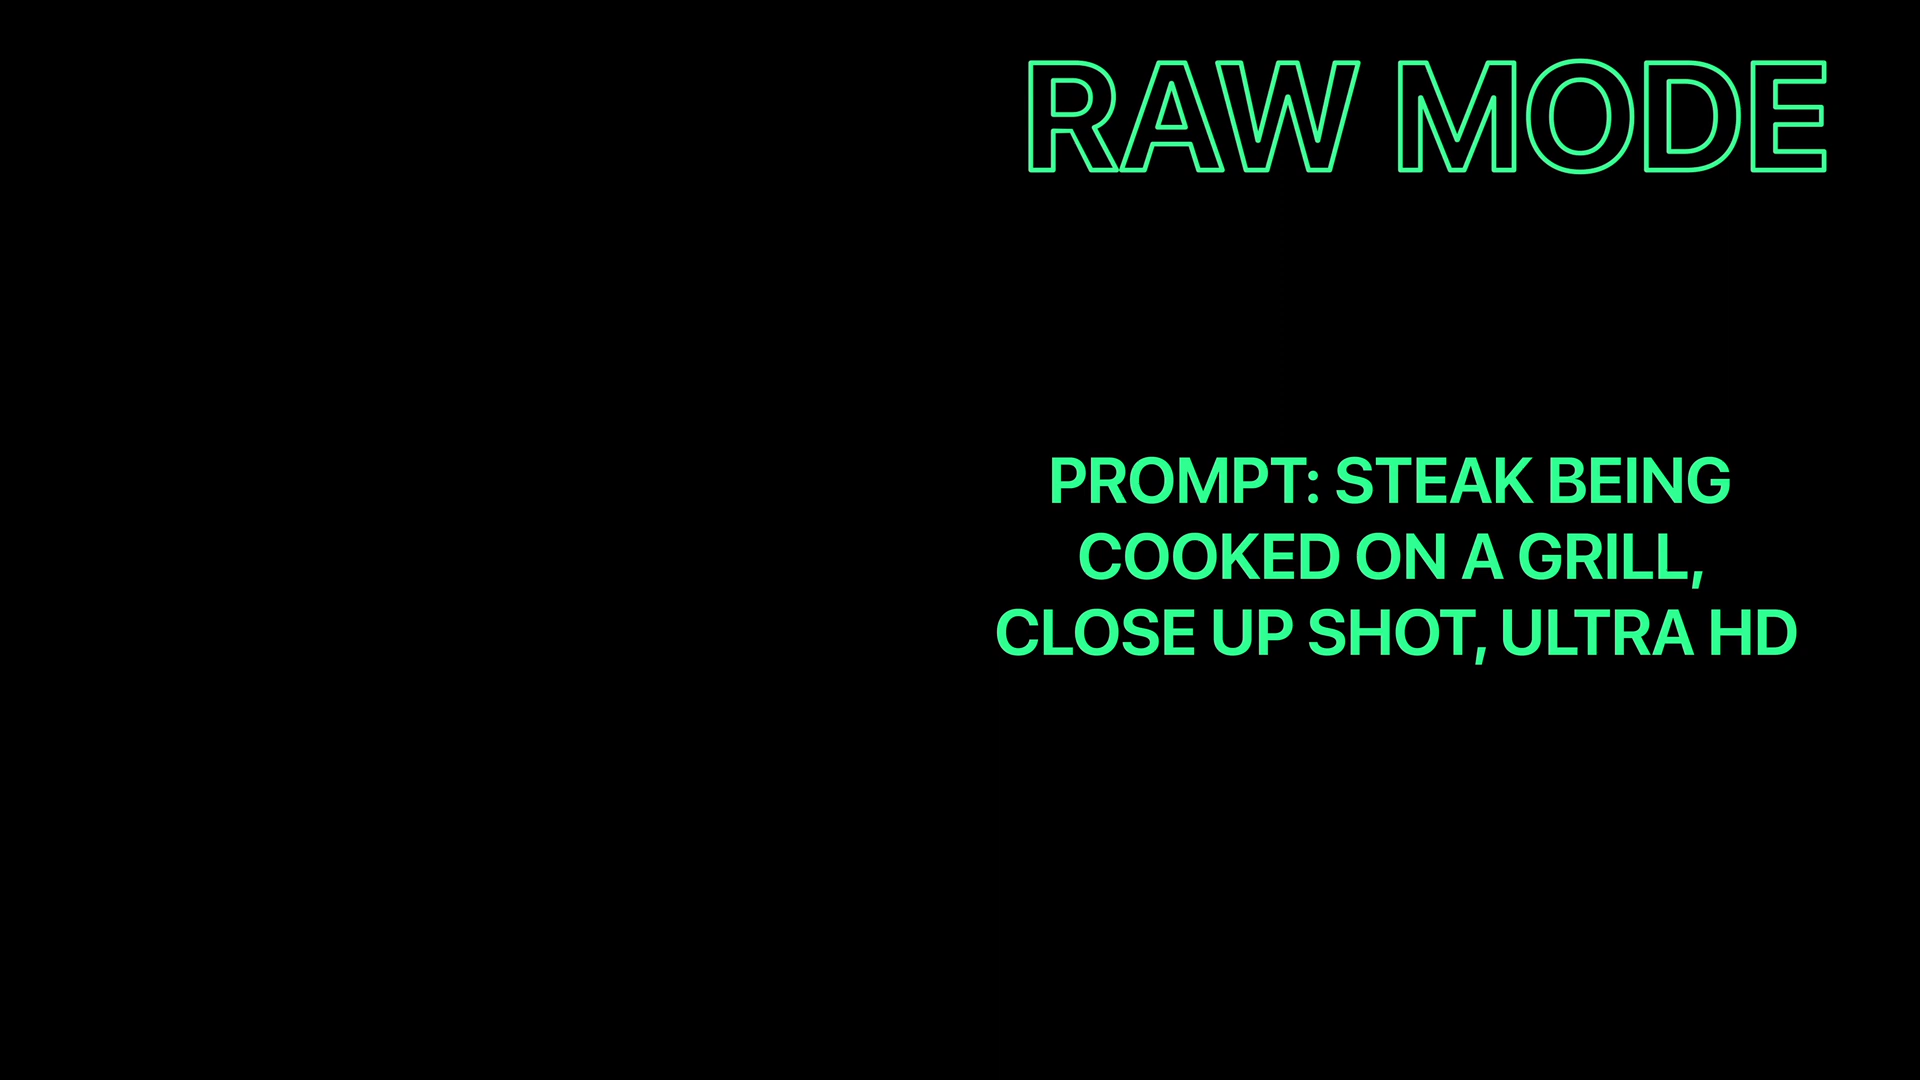 RAW MODE
PROMPT: STEAK BEING
COOKED ON A GRILL,
CLOSE UP SHOT, ULTRA HD